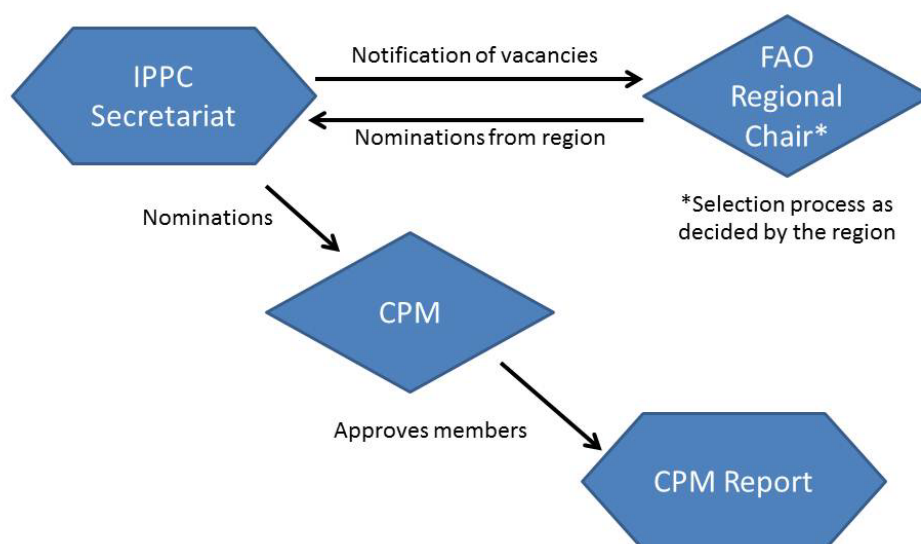 IPPC
Secretariat
Notification of vacancies
FAO
Regional
Chair*
Nominations from region
*Selection process as
decided by the region
Nominations
CPM
Approves members
CPM Report